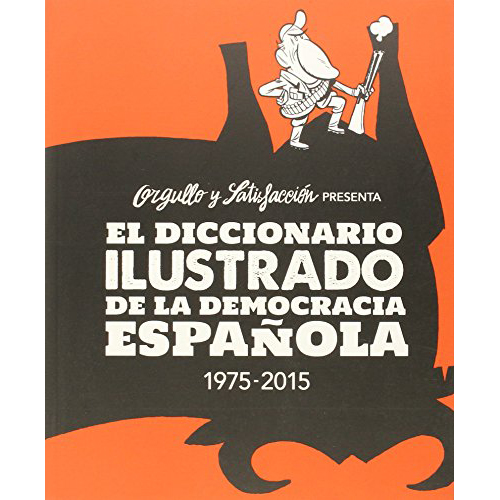 Orgullo y Satisfacción PRESENTA
EL DICCIONARIO
ILUSTRADO
DE LA DEMOCRACIA
ESPAÑOLA
1975-2015